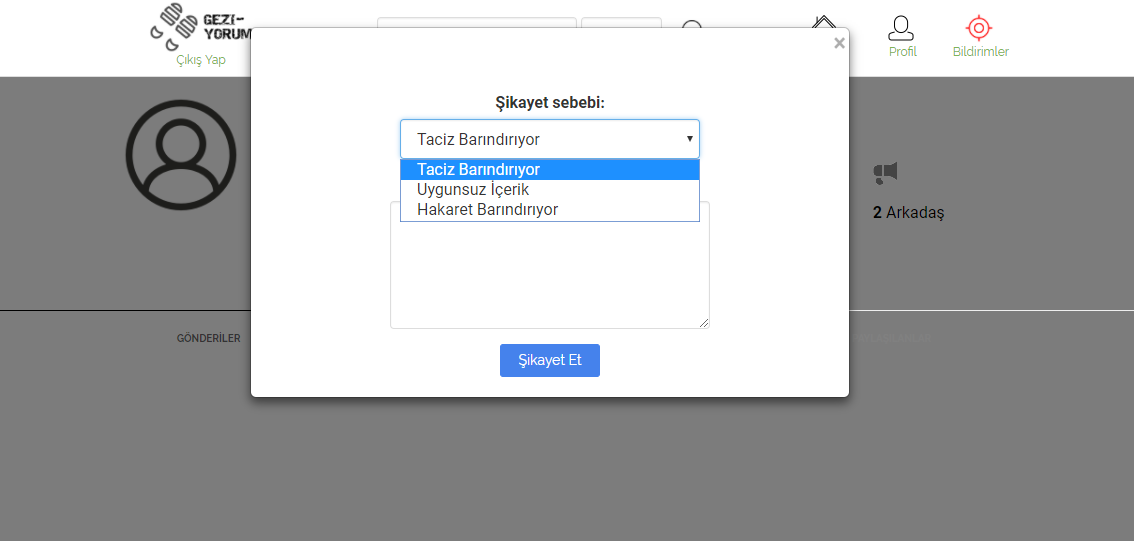 GEZİ-
YORUM
Çıkış Yap
Profil
Bildirimler
×
Şikayet sebebi:
Taciz Barındırıyor
Taciz Barındırıyor
Uygunsuz İçerik
Hakaret Barındırıyor
2 Arkadaş
GÖNDERİLER
Şikayet Et